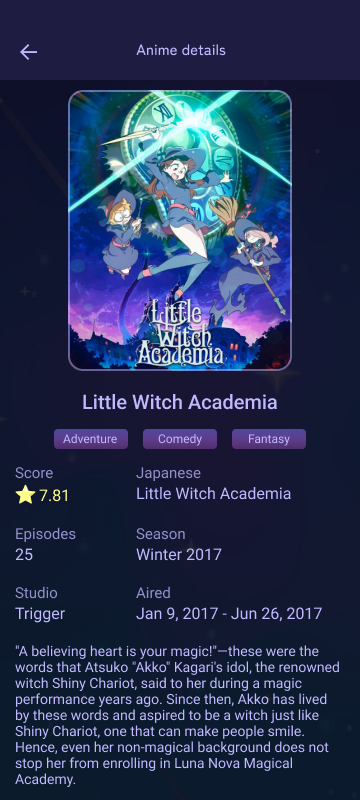 Anime details
XII
Little
Witch
Academia
Little Witch Academia
Adventure
Comedy
Fantasy
Score
Japanese
7.81
Little Witch Academia
Episodes
Season
25
Winter 2017
Studio
Aired
Trigger
Jan 9, 2017 - Jun 26, 2017
"A believing heart is your magic!"—these were the
words that Atsuko "Akko" Kagari's idol, the renowned
witch Shiny Chariot, said to her during a magic
performance years ago. Since then, Akko has lived
by these words and aspired to be a witch just like
Shiny Chariot, one that can make people smile.
Hence, even her non-magical background does not
stop her from enrolling in Luna Nova Magical
Academy.